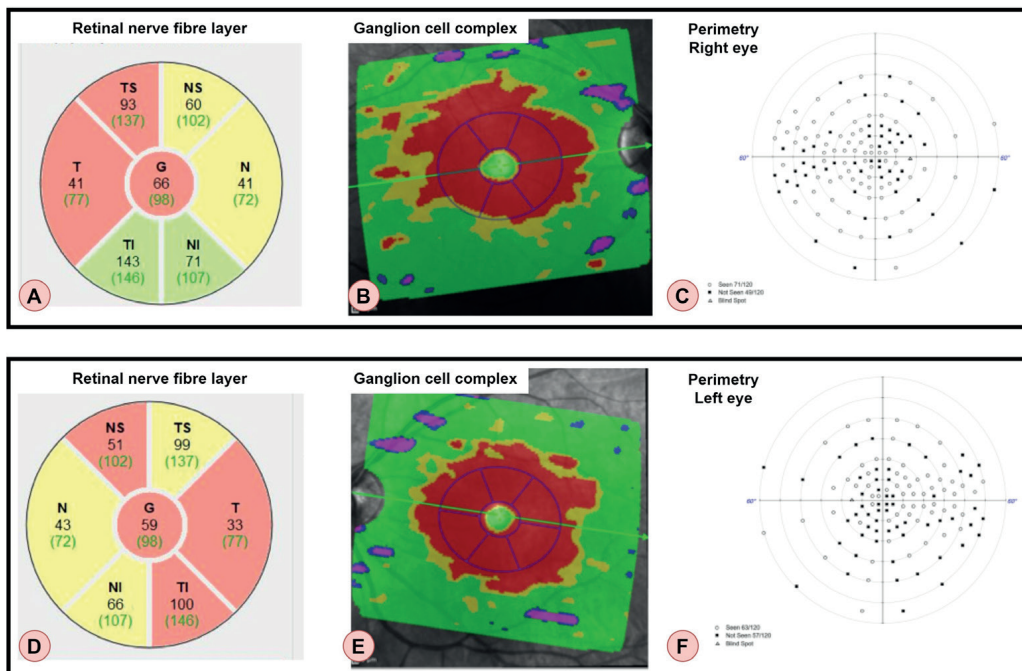 Retinal nerve fibre layer
TS
93
(137)
NS
60
(102)
T
41
(77)
G
66
(98)
N
41
(72)
TI
143
(146)
NI
71
(107)
A
Ganglion cell complex
B
Perimetry
Right eye
60°
60°
Seen 71/120
Not Seen 49/120
Blind Spot
C
Retinal nerve fibre layer
NS
51
(102)
TS
99
(137)
N
43
(72)
G
59
(98)
T
33
(77)
NI
66
(107)
TI
100
(146)
D
Ganglion cell complex
E
Perimetry
Left eye
60°
60°
Seen 63/120
Not Seen 57/120
Blind Spot
F